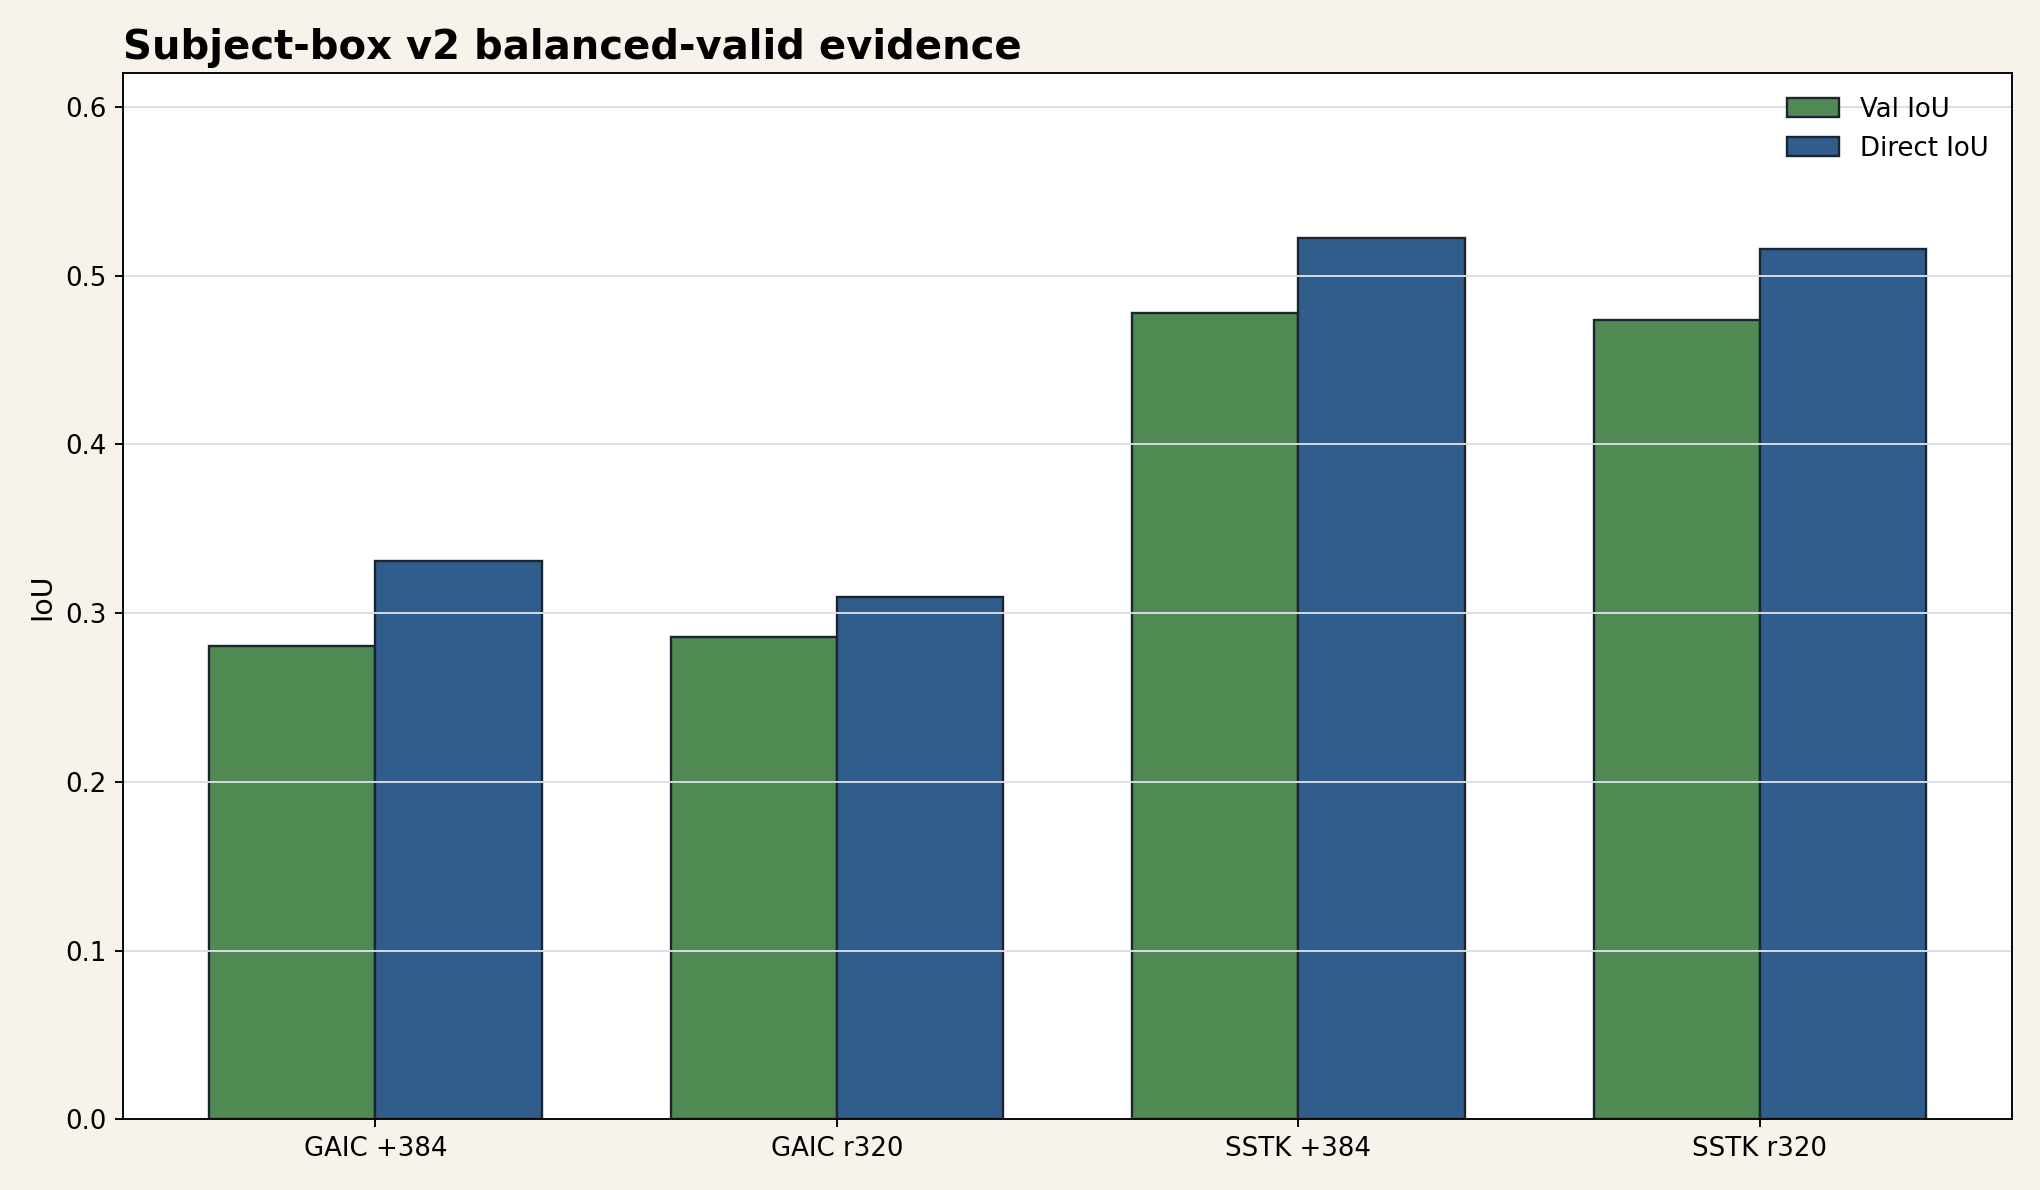 Subject-box v2 balanced-valid evidence
Val IoU
Direct IoU
IoU
0.6
0.5
0.4
0.3
0.2
0.1
0.0
GAIC +384
GAIC r320
SSTK +384
SSTK r320